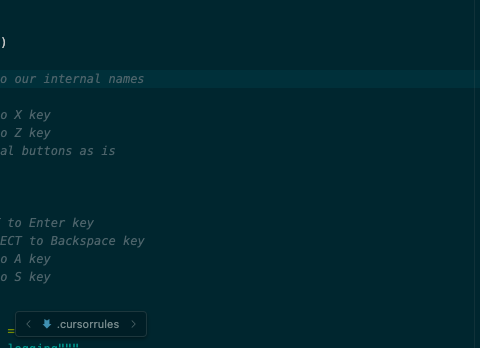 )
o our internal names
o X key
o Z key
al buttons as is
to Enter key
ECT to Backspace key
o A key
o S key
=
.cursorrules
logging"""